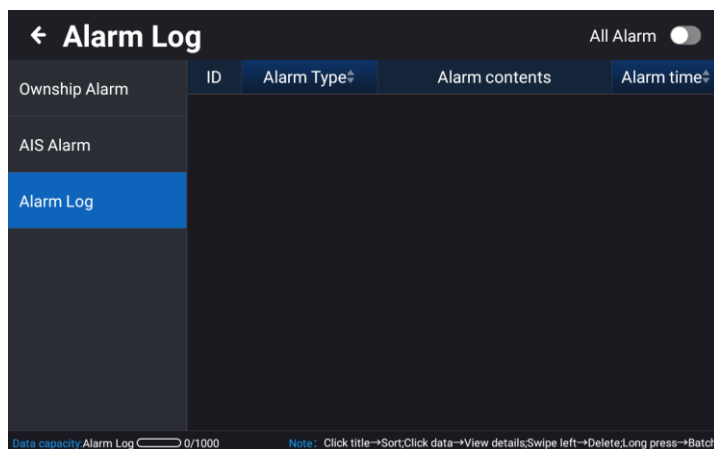 ← Alarm Log
All Alarm
Ownship Alarm
AIS Alarm
Alarm Log
ID Alarm Type Alarm contents Alarm time
Data capacity:Alarm Log 0/1000
Note: Click title→Sort;Click data→View details;Swipe left→Delete;Long press→Batch